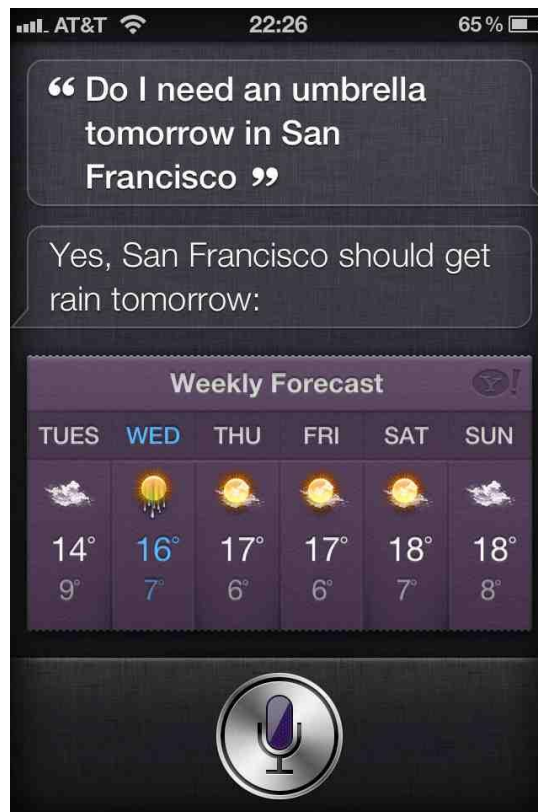 AT&T 22:26 65%
“ Do I need an umbrella
tomorrow in San
Francisco ”
Yes, San Francisco should get
rain tomorrow:
Weekly Forecast Y!
TUES WED THU FRI SAT SUN
14° 16° 17° 17° 18° 18°
9° 7° 6° 6° 7° 8°